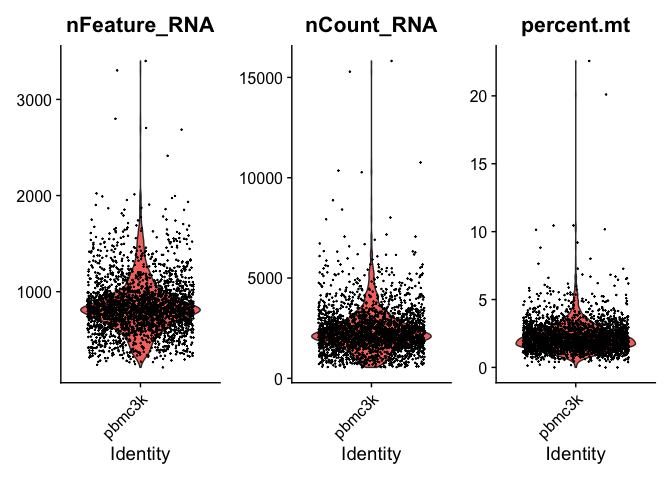 nFeature_RNA
3000
2000
1000
pbmc3k
Identity
nCount_RNA
15000
10000
5000
0
pbmc3k
Identity
percent.mt
20
15
10
5
0
pbmc3k
Identity